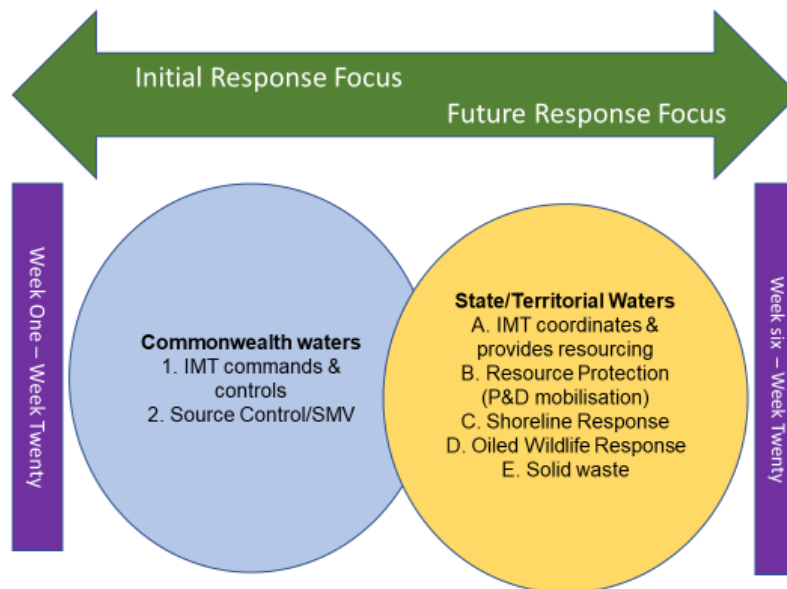 Initial Response Focus
Future Response Focus
Week One – Week Twenty
Commonwealth waters
1. IMT commands &
controls
2. Source Control/SMV
State/Territorial Waters
A. IMT coordinates &
provides resourcing
B. Resource Protection
(P&D mobilisation)
C. Shoreline Response
D. Oiled Wildlife Response
E. Solid waste
Week six – Week Twenty